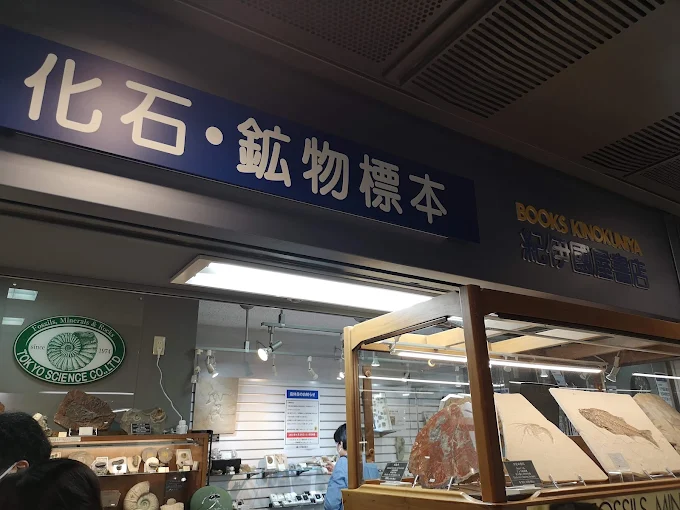 化石・鉱物標本
BOOKS KINOKUNIYA
紀伊國屋書店
Fossils, Minerals & Rocks
since 1974
TOKYO SCIENCE CO., LTD
FOSSILS MIN